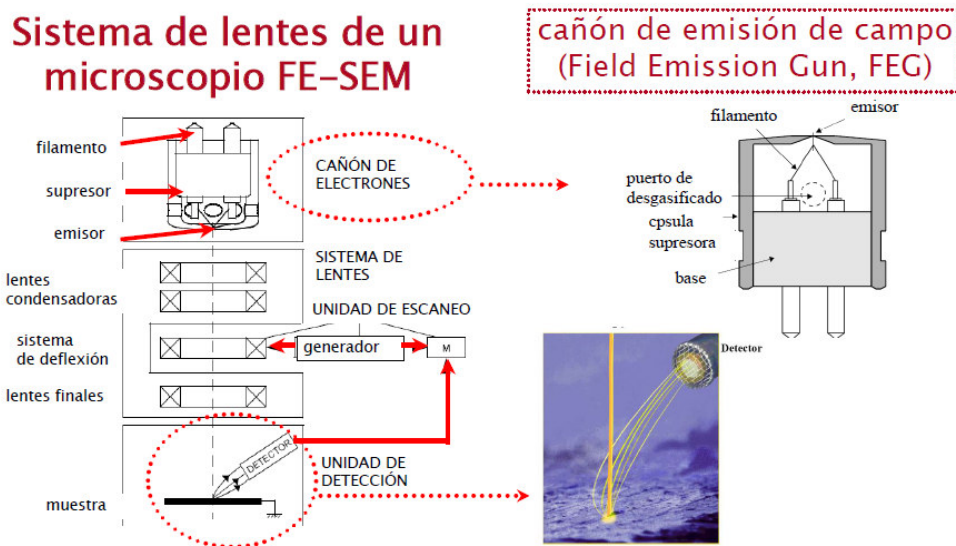 Sistema de lentes de un
microscopio FE-SEM
cañón de emisión de campo
(Field Emission Gun, FEG)
filamento
supresor
emisor
CAÑÓN DE
ELECTRONES
lentes
condensadoras
SISTEMA DE
LENTES
UNIDAD DE ESCANEO
sistema
de deflexión
generador
M
lentes finales
DETECTOR
UNIDAD DE
DETECCIÓN
muestra
emisor
filamento
puerto de
desgasificado
cpsula
supresora
base
Detector